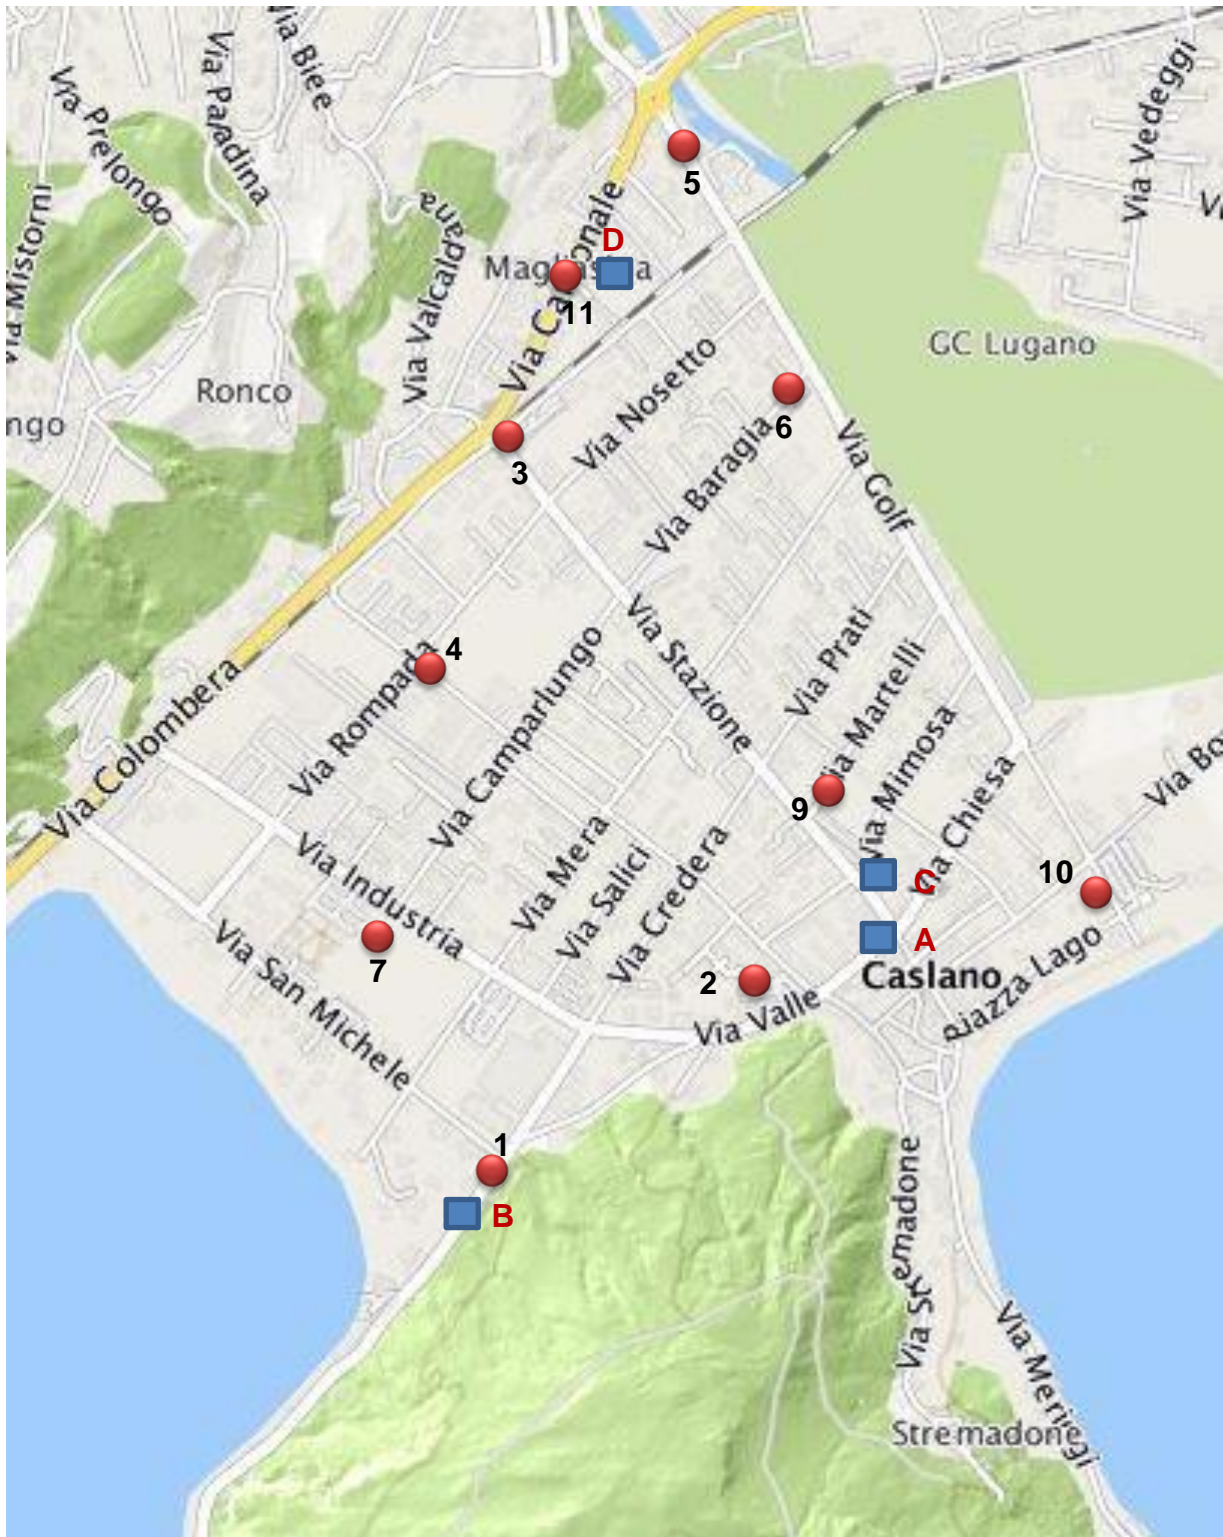 Via Biee
Via Paradina
Via Prelongo
Via Mistorni
Via Vedeggi
5
Via Valcaldana
D
Magliasina
Via Cantonale
11
GC Lugano
Ronco
ngo
Via Nosetto
6
3
Via Baragia
Via Golf
4
Via Stazione
Via Prati
Via Martelli
Via Rompada
Via Camparlungo
Via Colombera
Via Mimosa
Via Chiesa
Via Bo
9
Via Industria
Via Mera
Via Salici
Via Credera
10
C
A
7
Via San Michele
2
Caslano
Via Valle
Piazza Lago
1
B
Via Stremadone
Via Meriggi
Stremadone